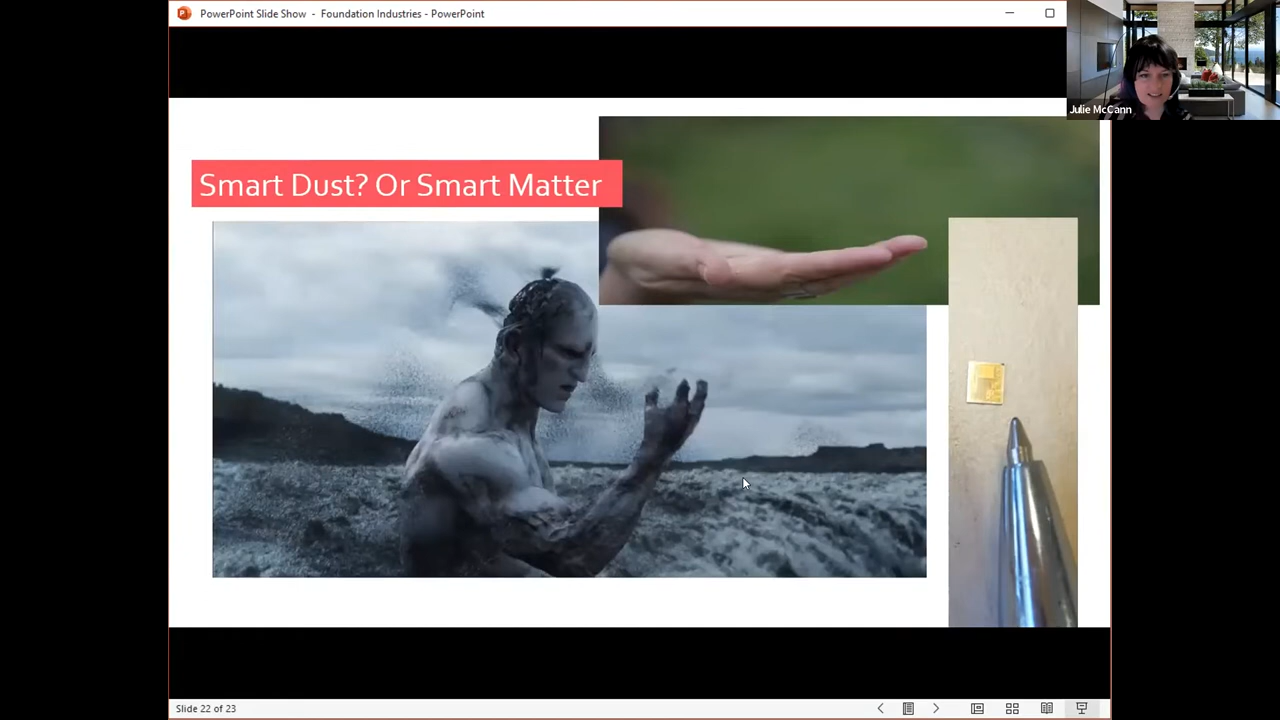 PowerPoint Slide Show - Foundation Industries - PowerPoint
Julie McCann
Smart Dust? Or Smart Matter
Slide 22 of 23